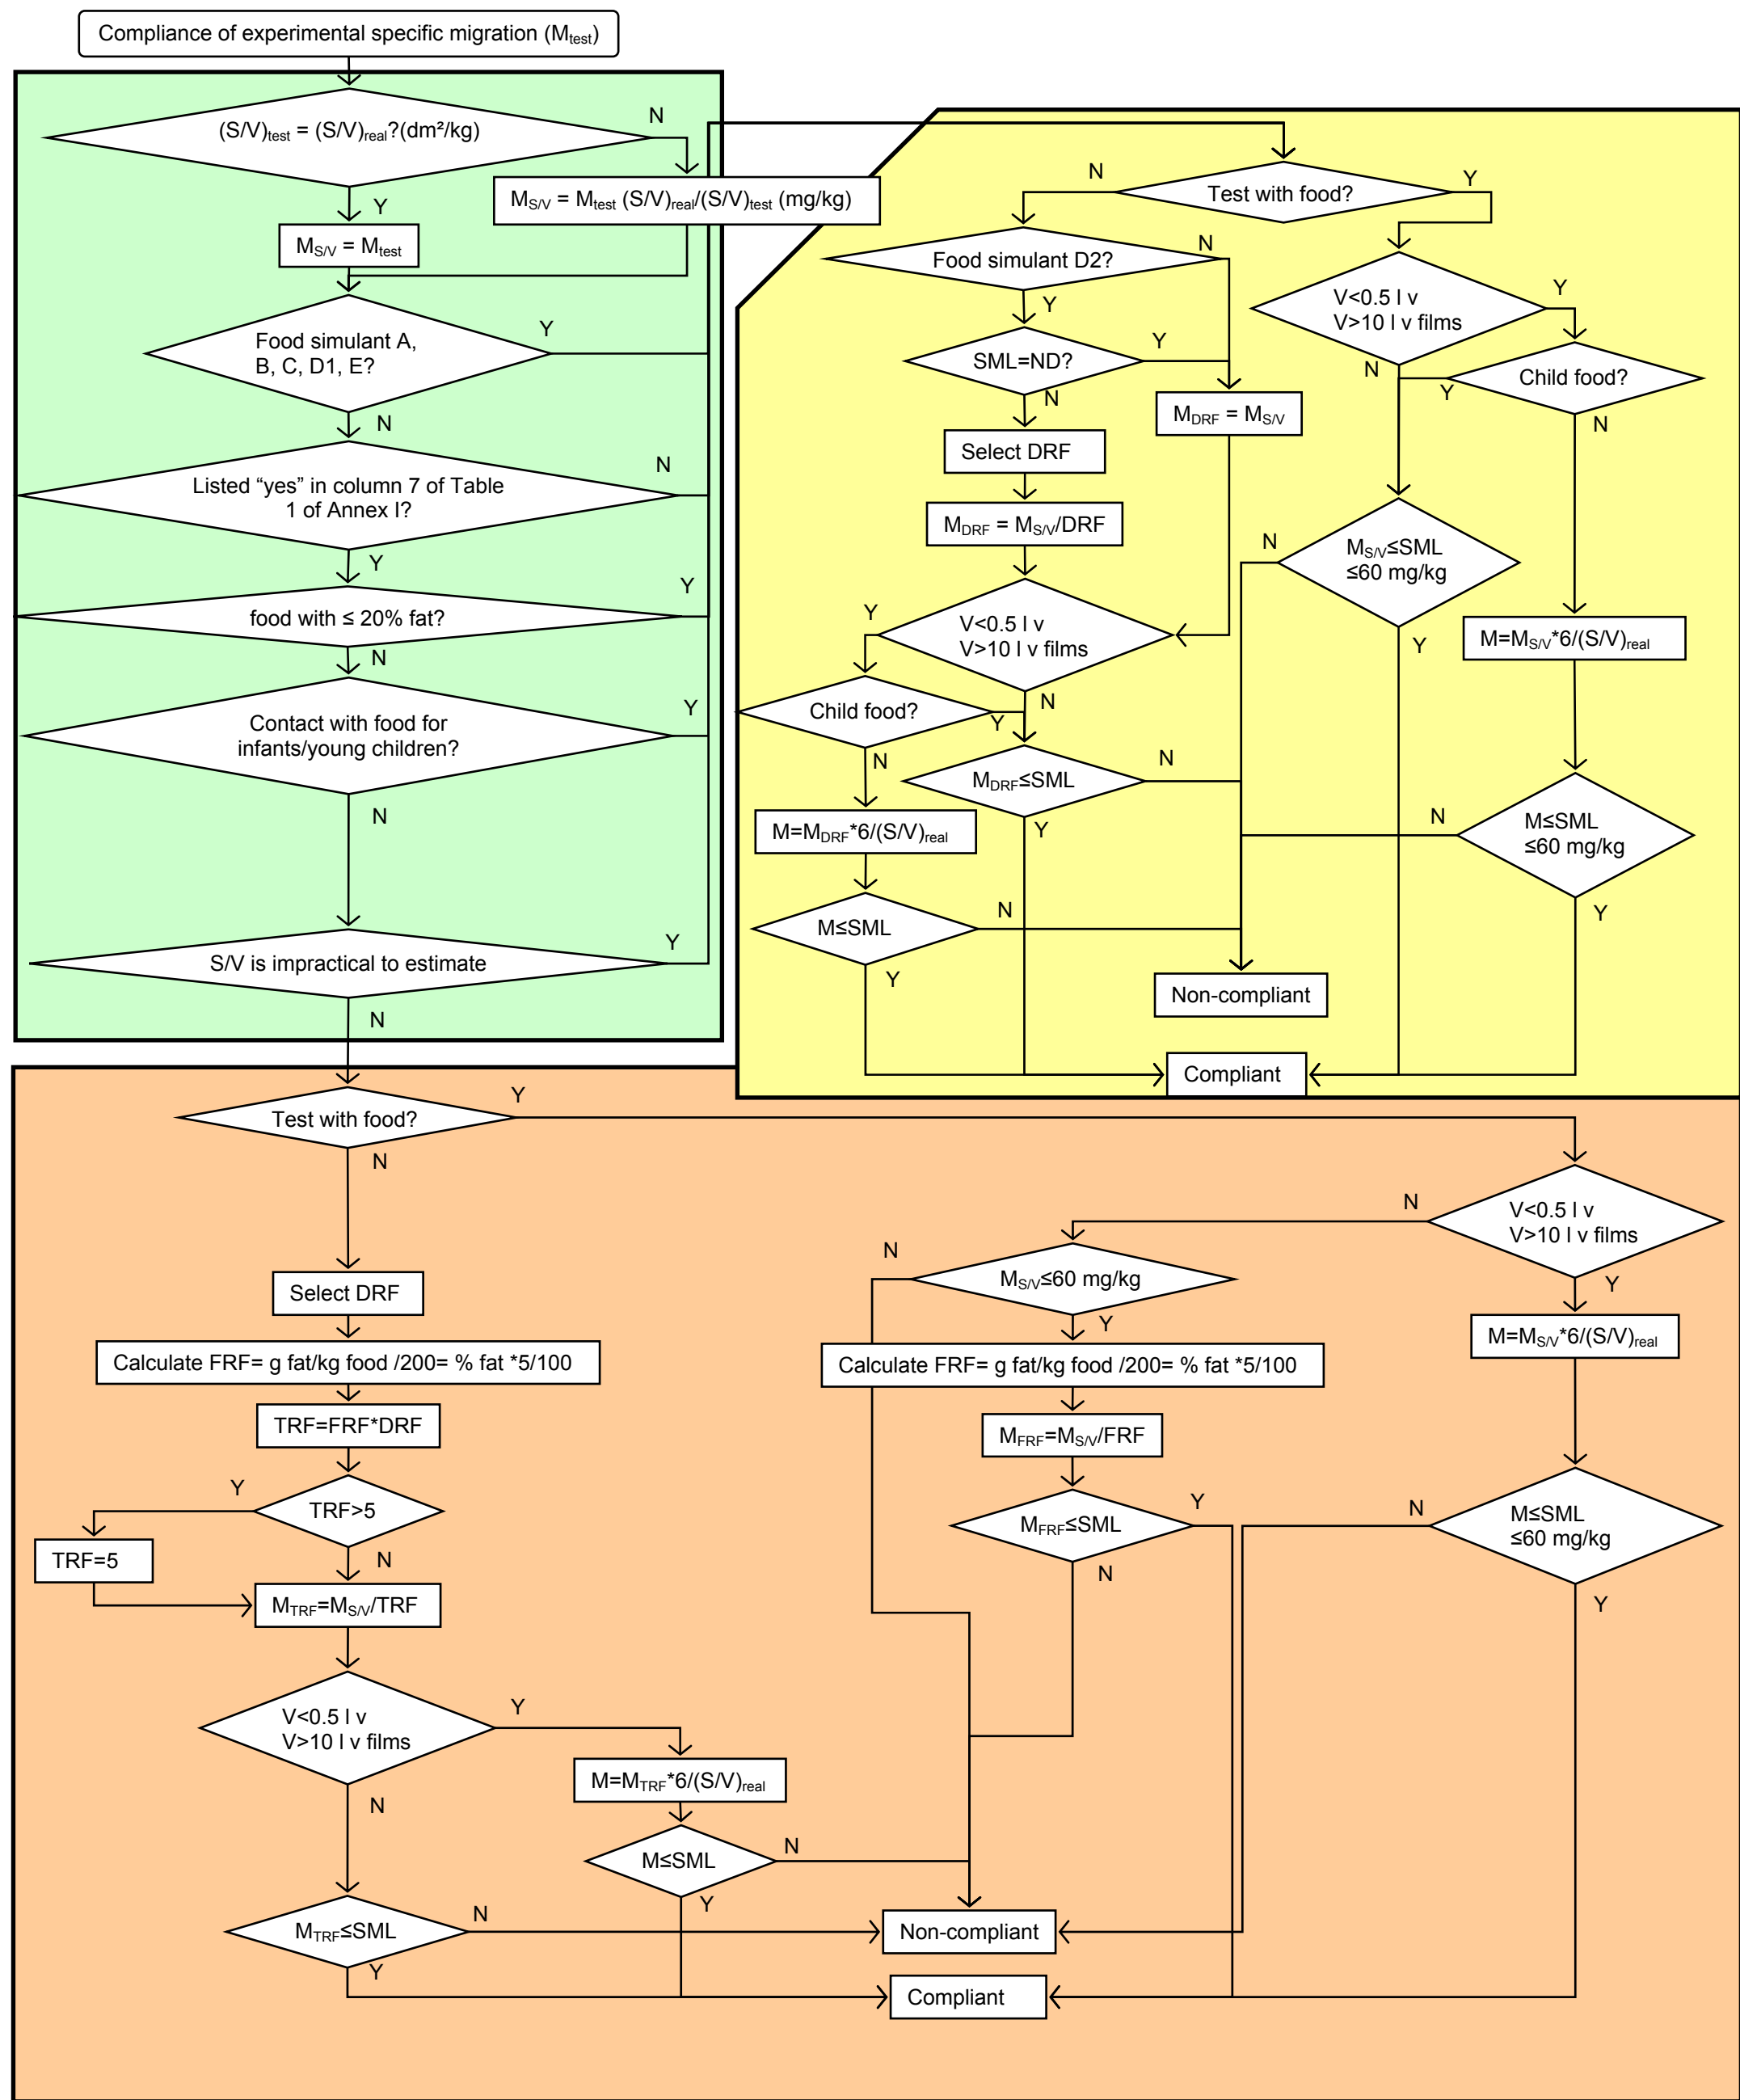 Compliance of experimental specific migration (Mtest)
(S/V)test = (S/V)real?(dm²/kg)
N
Y
MS/V = Mtest (S/V)real/(S/V)test (mg/kg)
MS/V = Mtest
Food simulant A,
B, C, D1, E?
Y
N
Listed “yes” in column 7 of Table
1 of Annex I?
N
Y
food with ≤ 20% fat?
Y
N
Contact with food for
infants/young children?
Y
N
S/V is impractical to estimate
Y
N
Test with food?
N
Y
Food simulant D2?
N
Y
SML=ND?
Y
N
MDRF = MS/V
Select DRF
MDRF = MS/V/DRF
V<0.5 l v
V>10 l v films
Y
N
Child food?
Y
N
MDRF≤SML
N
Y
M=MDRF*6/(S/V)real
M≤SML
N
Y
V<0.5 l v
V>10 l v films
Y
N
Child food?
Y
N
MS/V≤SML
≤60 mg/kg
N
Y
M=MS/V*6/(S/V)real
M≤SML
≤60 mg/kg
N
Y
Non-compliant
Compliant
Test with food?
Y
N
Select DRF
Calculate FRF= g fat/kg food /200= % fat *5/100
TRF=FRF*DRF
TRF>5
Y
N
TRF=5
MTRF=MS/V/TRF
V<0.5 l v
V>10 l v films
Y
N
M=MTRF*6/(S/V)real
M≤SML
N
Y
MTRF≤SML
N
Y
V<0.5 l v
V>10 l v films
N
Y
MS/V≤60 mg/kg
N
Y
Calculate FRF= g fat/kg food /200= % fat *5/100
MFRF=MS/V/FRF
MFRF≤SML
Y
N
M=MS/V*6/(S/V)real
M≤SML
≤60 mg/kg
N
Y
Non-compliant
Compliant